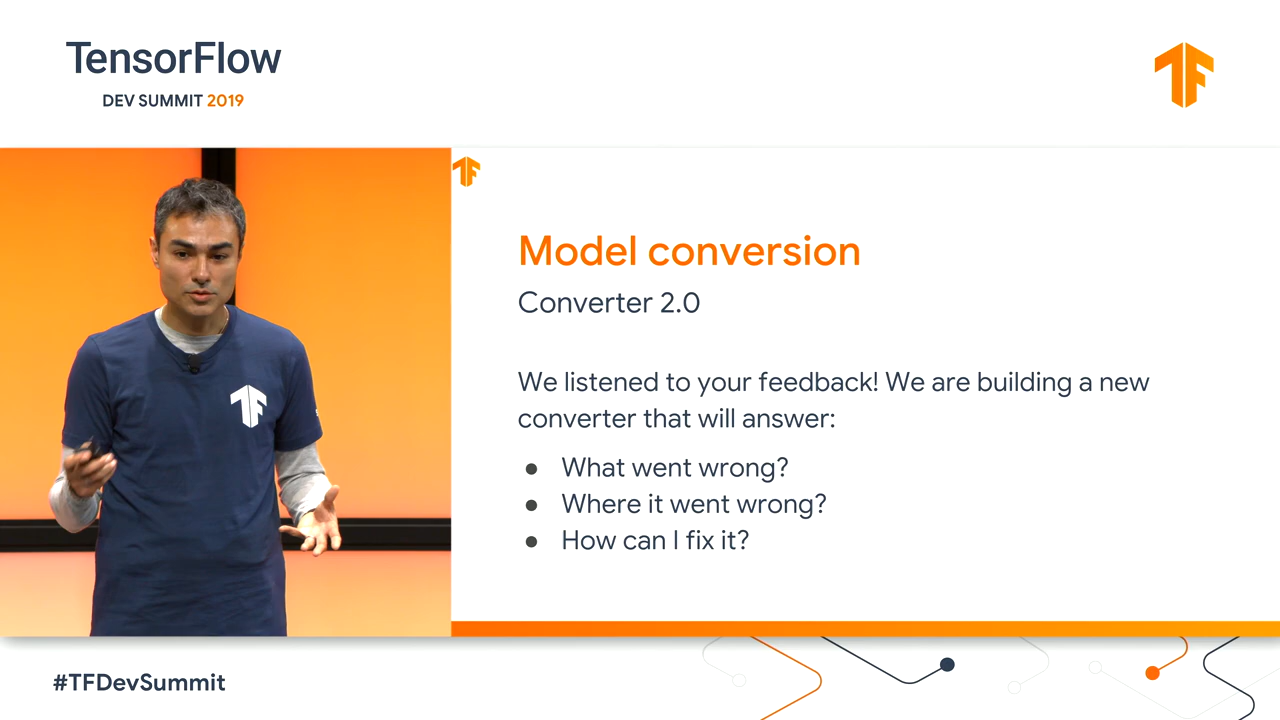 TensorFlow
DEV SUMMIT 2019
Model conversion
Converter 2.0
We listened to your feedback! We are building a new
converter that will answer:
● What went wrong?
● Where it went wrong?
● How can I fix it?
#TFDevSummit